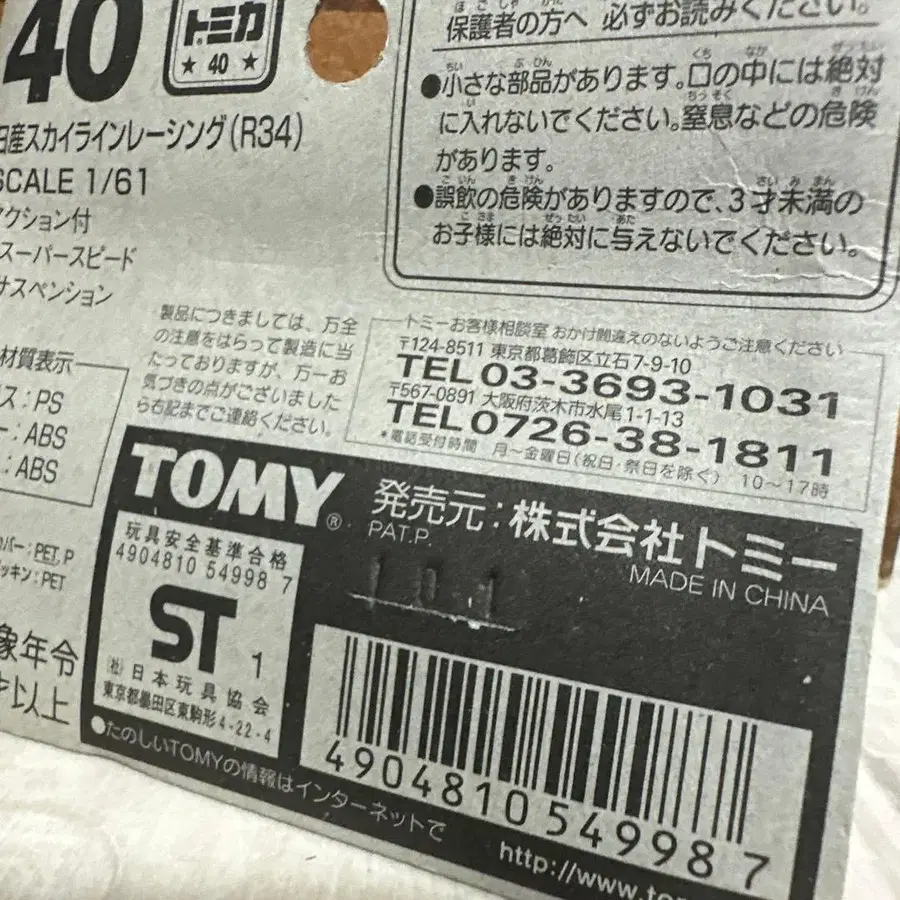 40
トミカ
★ 40 ★
日産スカイラインレーシング(R34)
SCALE 1/61
アクション付
スーパースピード
サスペンション
保護者の方へ 必ずお読みください。
●小さな部品があります。口の中には絶対
に入れないでください。窒息などの危険
があります。
●誤飲の危険がありますので、3才未満の
お子様には絶対に与えないでください。
製品につきましては、万全
の注意をはらって製造に当
たっておりますが、万一お
気づきの点がございました
ら右記までご連絡ください。
トミーお客様相談室 おかけ間違えのないようご注意ください
〒124-8511 東京都葛飾区立石7-9-10
TEL 03-3693-1031
〒567-0891 大阪府茨木市水尾1-1-13
TEL 0726-38-1811
*電話受付時間 月〜金曜日(祝日・祭日を除く) 10〜17時
材質表示
ス:PS
ー:ABS
:ABS
バー:PET, P
ッキン:PET
象年令
才以上
TOMY®
発売元:株式会社トミー
PAT.P.
MADE IN CHINA
玩具安全基準合格
4904810 54998 7
ST 1
(社)日本玩具協会
東京都墨田区東駒形4-22-4
●たのしいTOMYの情報はインターネットで
http://www.to
4904810549987